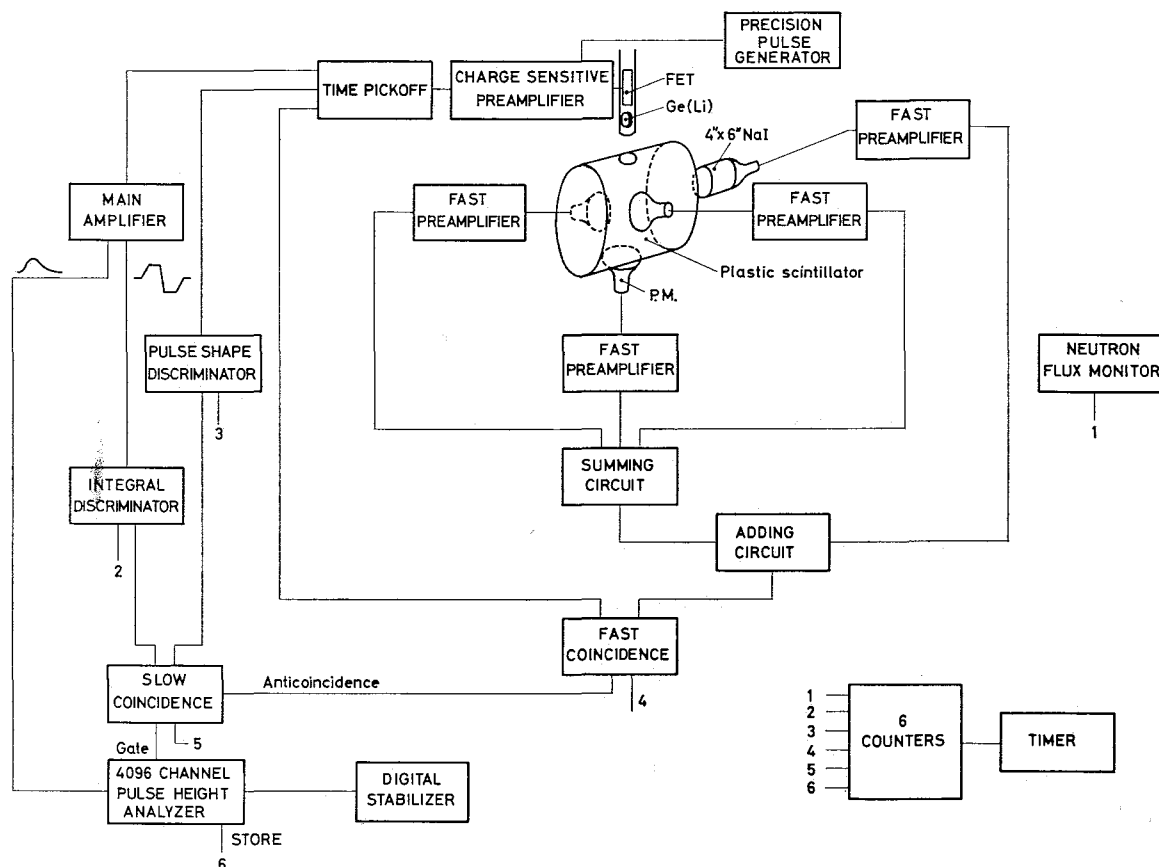 PRECISION
PULSE
GENERATOR
TIME PICKOFF
CHARGE SENSITIVE
PREAMPLIFIER
FET
Ge(Li)
4"x 6" NaI
FAST
PREAMPLIFIER
MAIN
AMPLIFIER
FAST
PREAMPLIFIER
FAST
PREAMPLIFIER
Plastic scintillator
P.M.
PULSE SHAPE
DISCRIMINATOR
3
FAST
PREAMPLIFIER
NEUTRON
FLUX MONITOR
1
INTEGRAL
DISCRIMINATOR
2
SUMMING
CIRCUIT
ADDING
CIRCUIT
FAST
COINCIDENCE
4
SLOW
COINCIDENCE
Anticoincidence
5
Gate
4096 CHANNEL
PULSE HEIGHT
ANALYZER
DIGITAL
STABILIZER
STORE
6
1
2
3
4
5
6
6
COUNTERS
TIMER